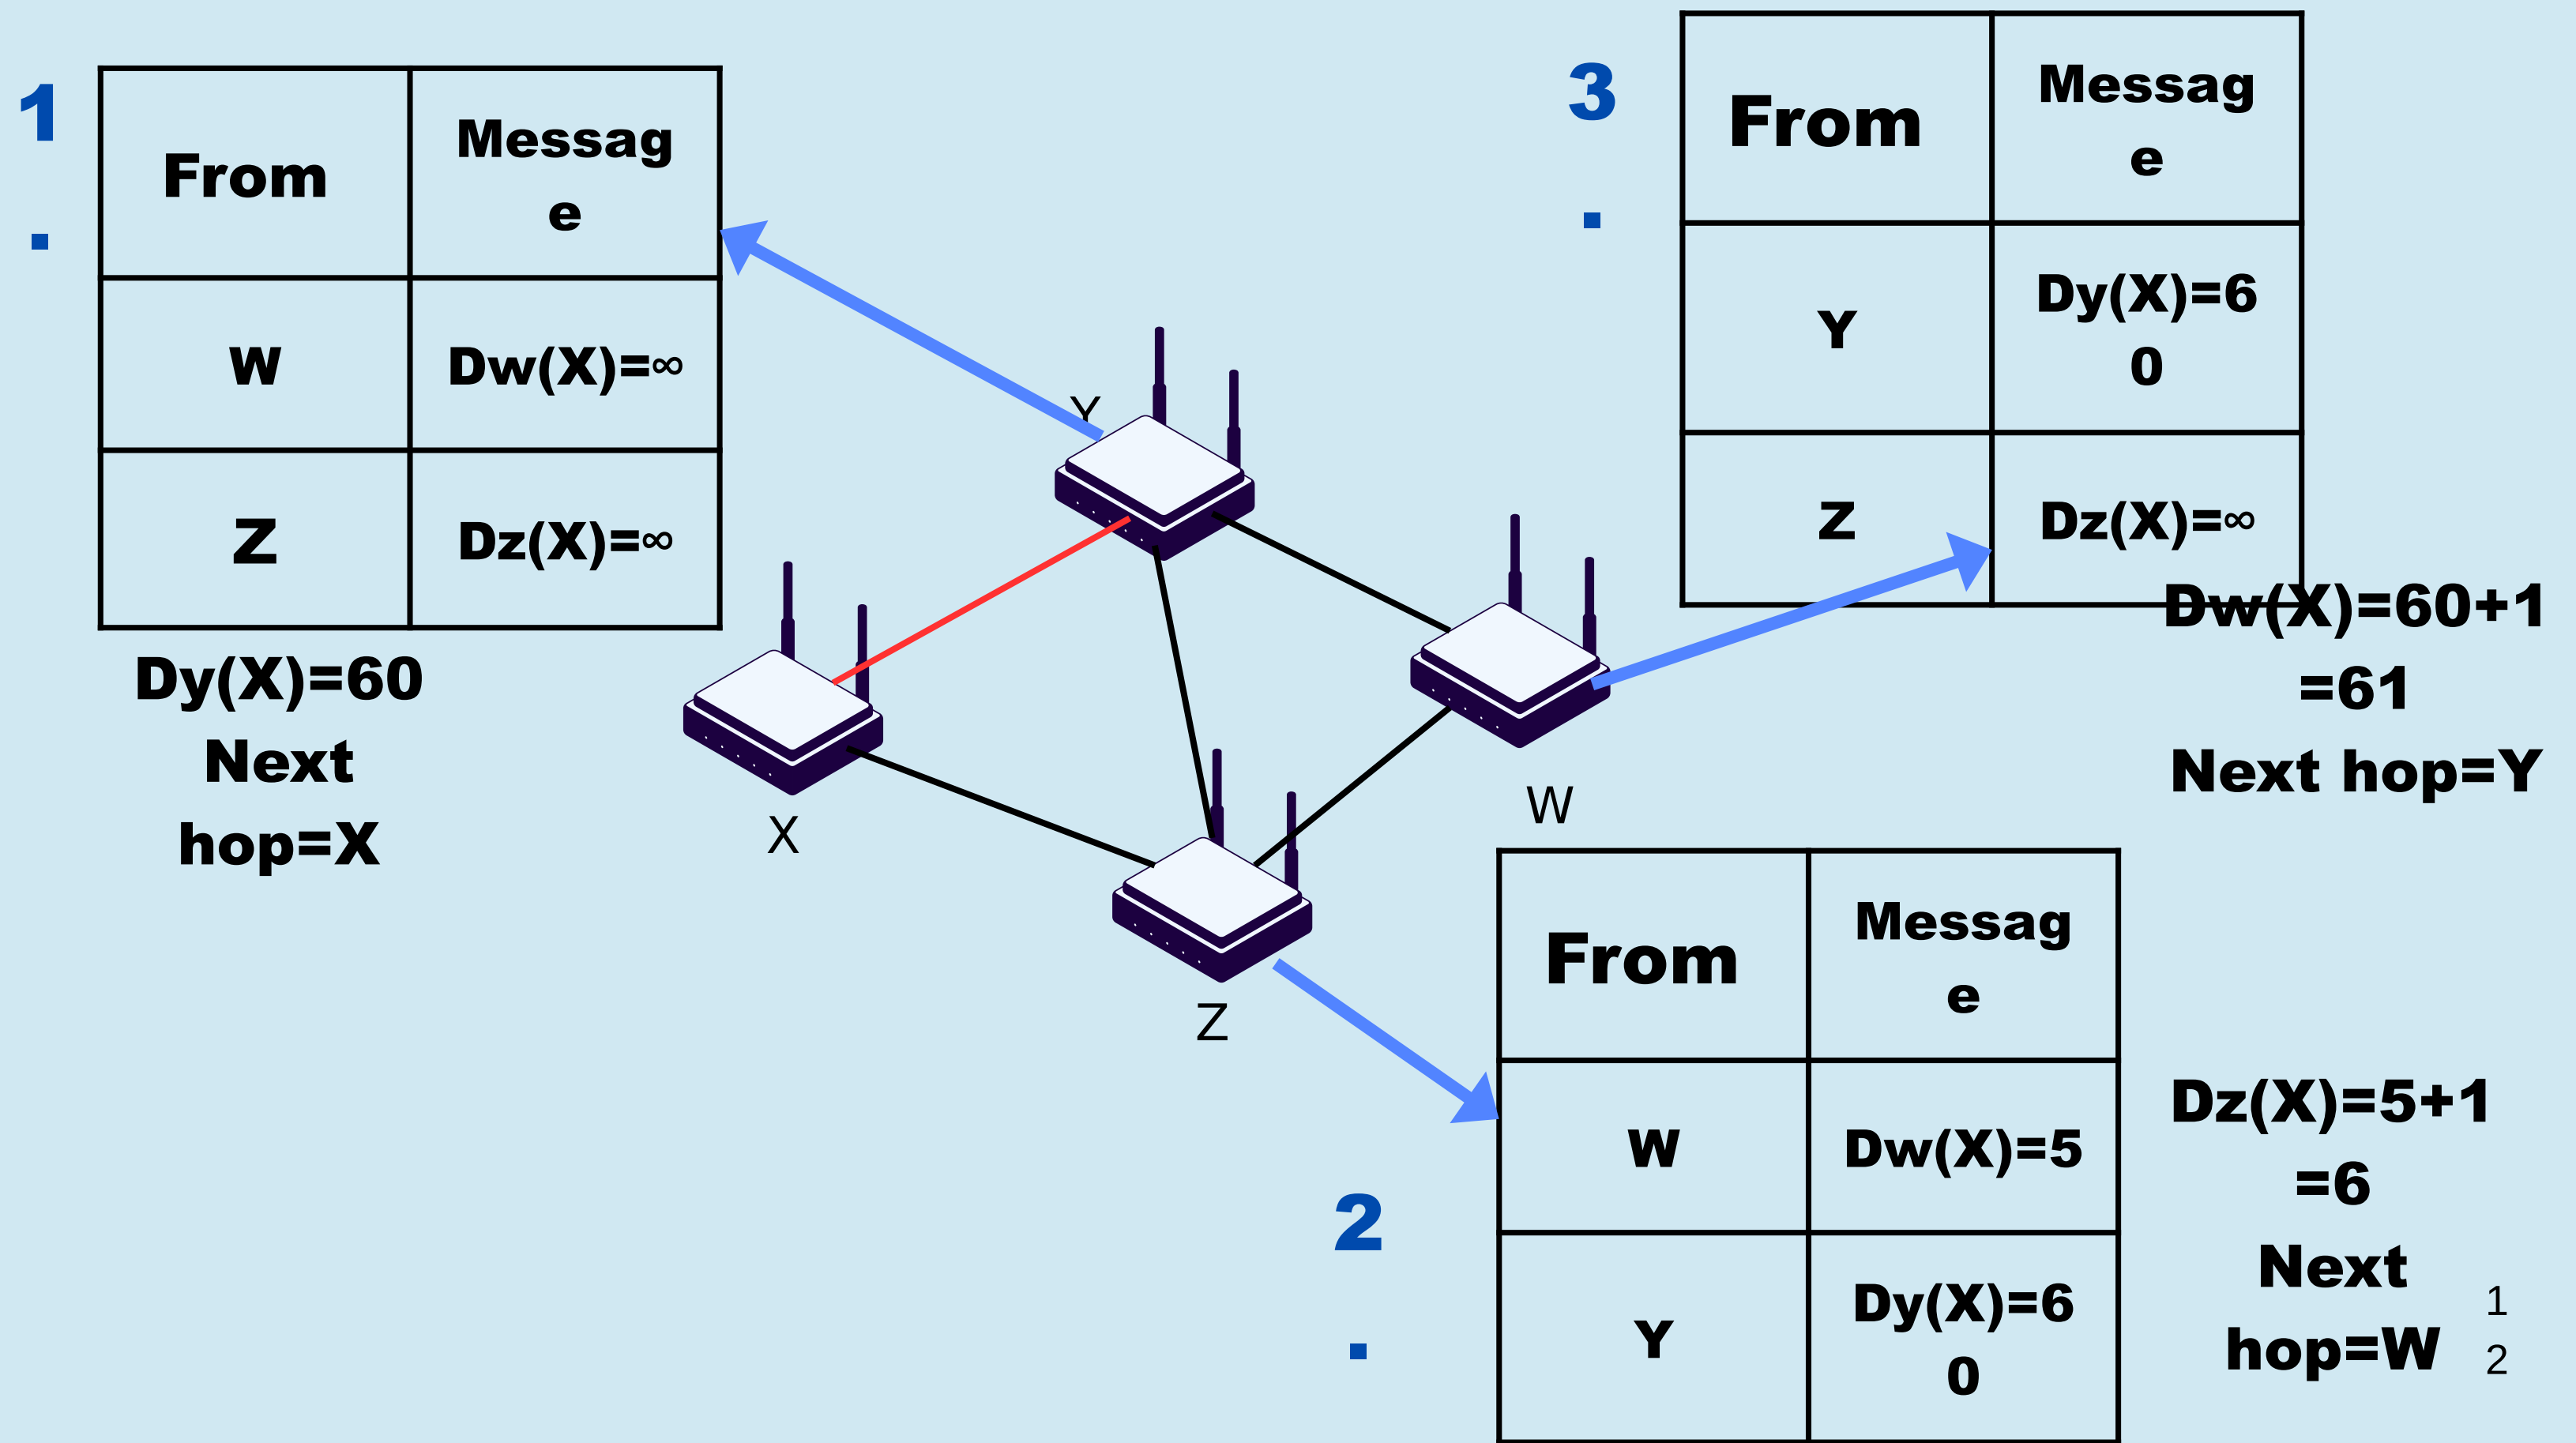 1
.
From
Messag
e
W
Dw(X)=∞
Z
Dz(X)=∞
Dy(X)=60
Next
hop=X
3
.
From
Messag
e
Y
Dy(X)=6
0
Z
Dz(X)=∞
Dw(X)=60+1
=61
Next hop=Y
Y
X
W
Z
2
.
From
Messag
e
W
Dw(X)=5
Y
Dy(X)=6
0
Dz(X)=5+1
=6
Next
hop=W
1
2